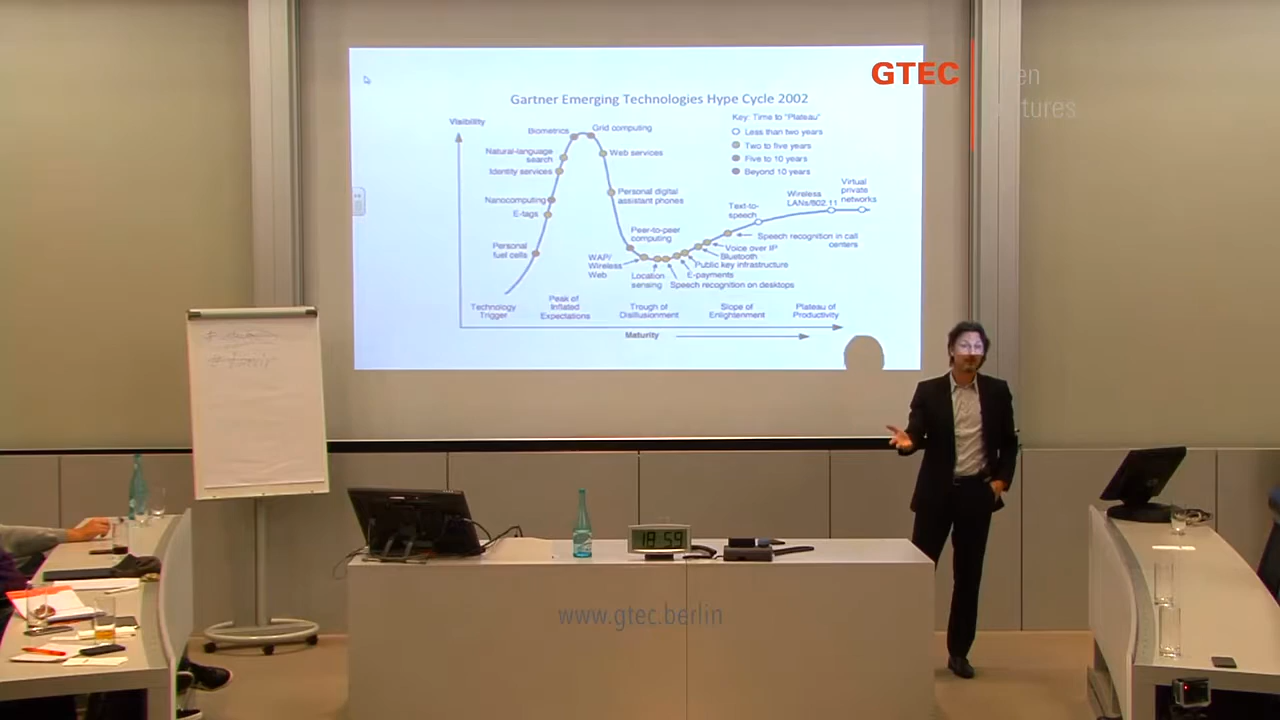 GTEC
en
tures
Gartner Emerging Technologies Hype Cycle 2002
Visibility
Key: Time to "Plateau"
Less than two years
Two to five years
Five to 10 years
Beyond 10 years
Biometrics
Grid computing
Natural-language
search
Web services
Identity services
Nanocomputing
Personal digital
assistant phones
E-tags
Personal
fuel cells
Peer-to-peer
computing
WAP/
Wireless
Web
Location
sensing
Speech recognition on desktops
E-payments
Public key infrastructure
Bluetooth
Voice over IP
Speech recognition in call
centers
Text-to-
speech
Wireless
LANs/802.11
Virtual
private
networks
Technology
Trigger
Peak of
Inflated
Expectations
Trough of
Disillusionment
Slope of
Enlightenment
Plateau of
Productivity
Maturity
18:59
www.gtec.berlin